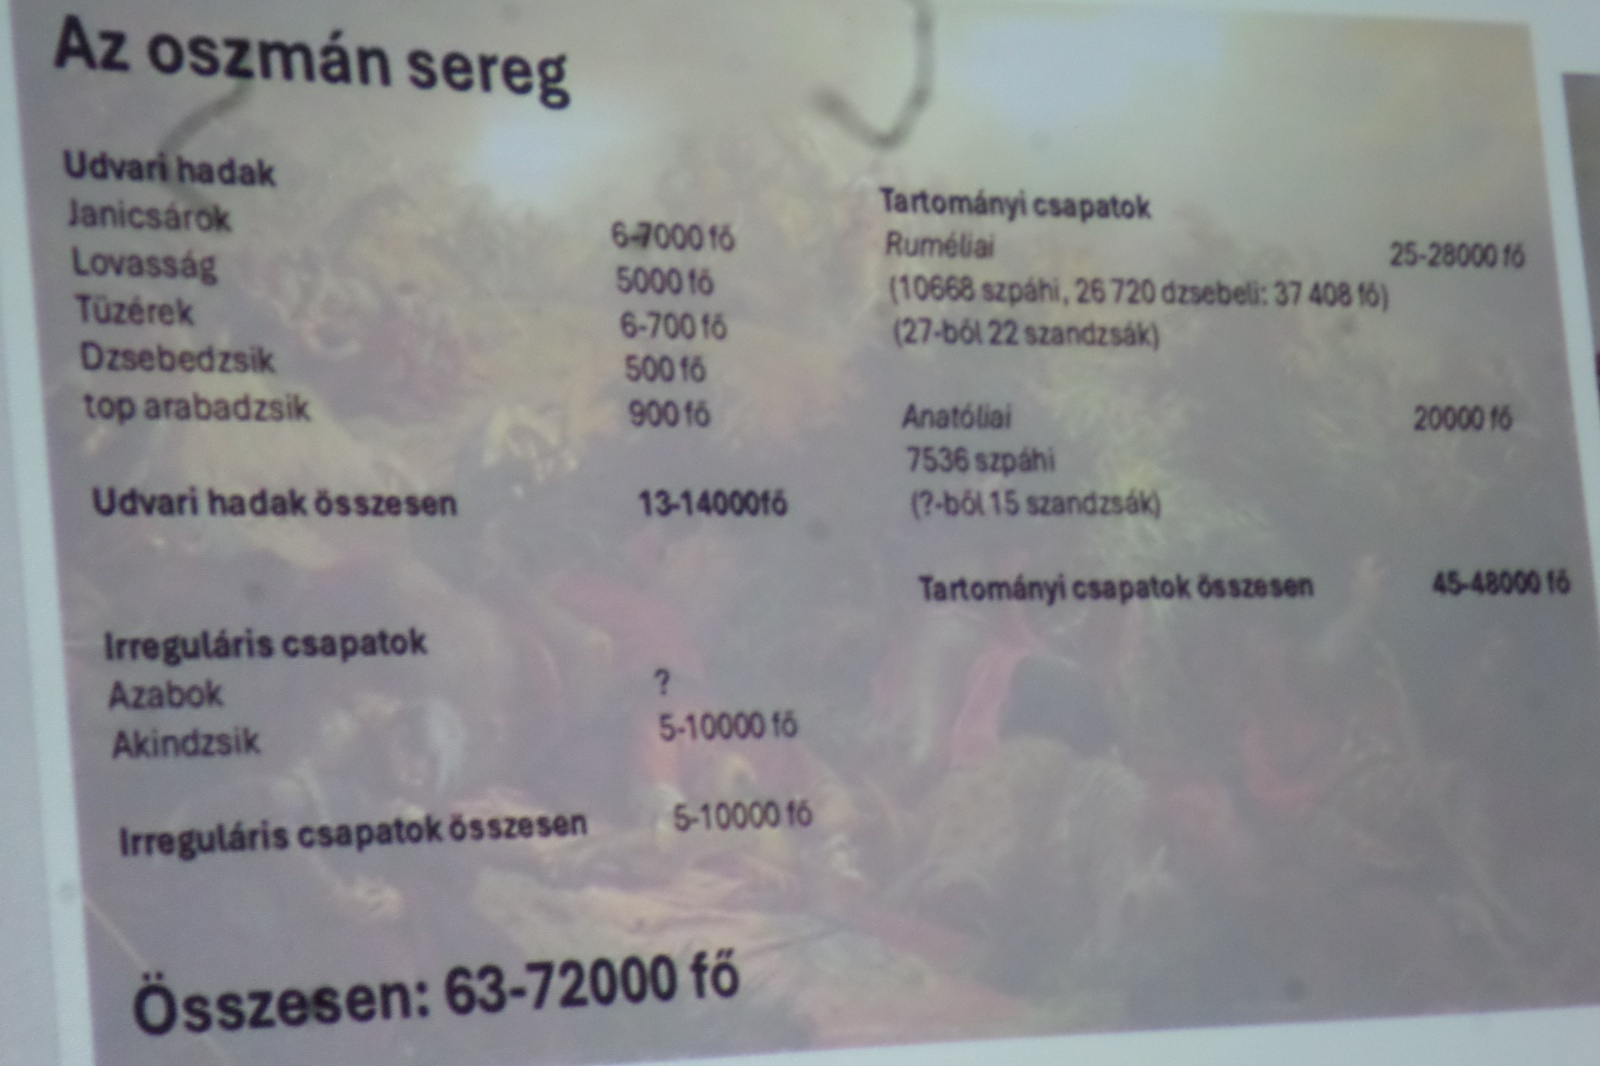 Az oszmán sereg
Udvari hadak
Janicsárok 6-7000 fő
Lovasság 5000 fő
Tüzérek 6-700 fő
Dzsebedzsik 500 fő
top arabadzsik 900 fő
Udvari hadak összesen 13-14000fő
Irreguláris csapatok
Azabok ?
Akindzsik 5-10000 fő
Irreguláris csapatok összesen 5-10000 fő
Tartományi csapatok
Ruméliai 25-28000 fő
(10668 szpáhi, 26 720 dzsebeli: 37 408 fő)
(27-ből 22 szandzsák)
Anatóliai 20000 fő
7536 szpáhi
(?-ből 15 szandzsák)
Tartományi csapatok összesen 45-48000 fő
Összesen: 63-72000 fő